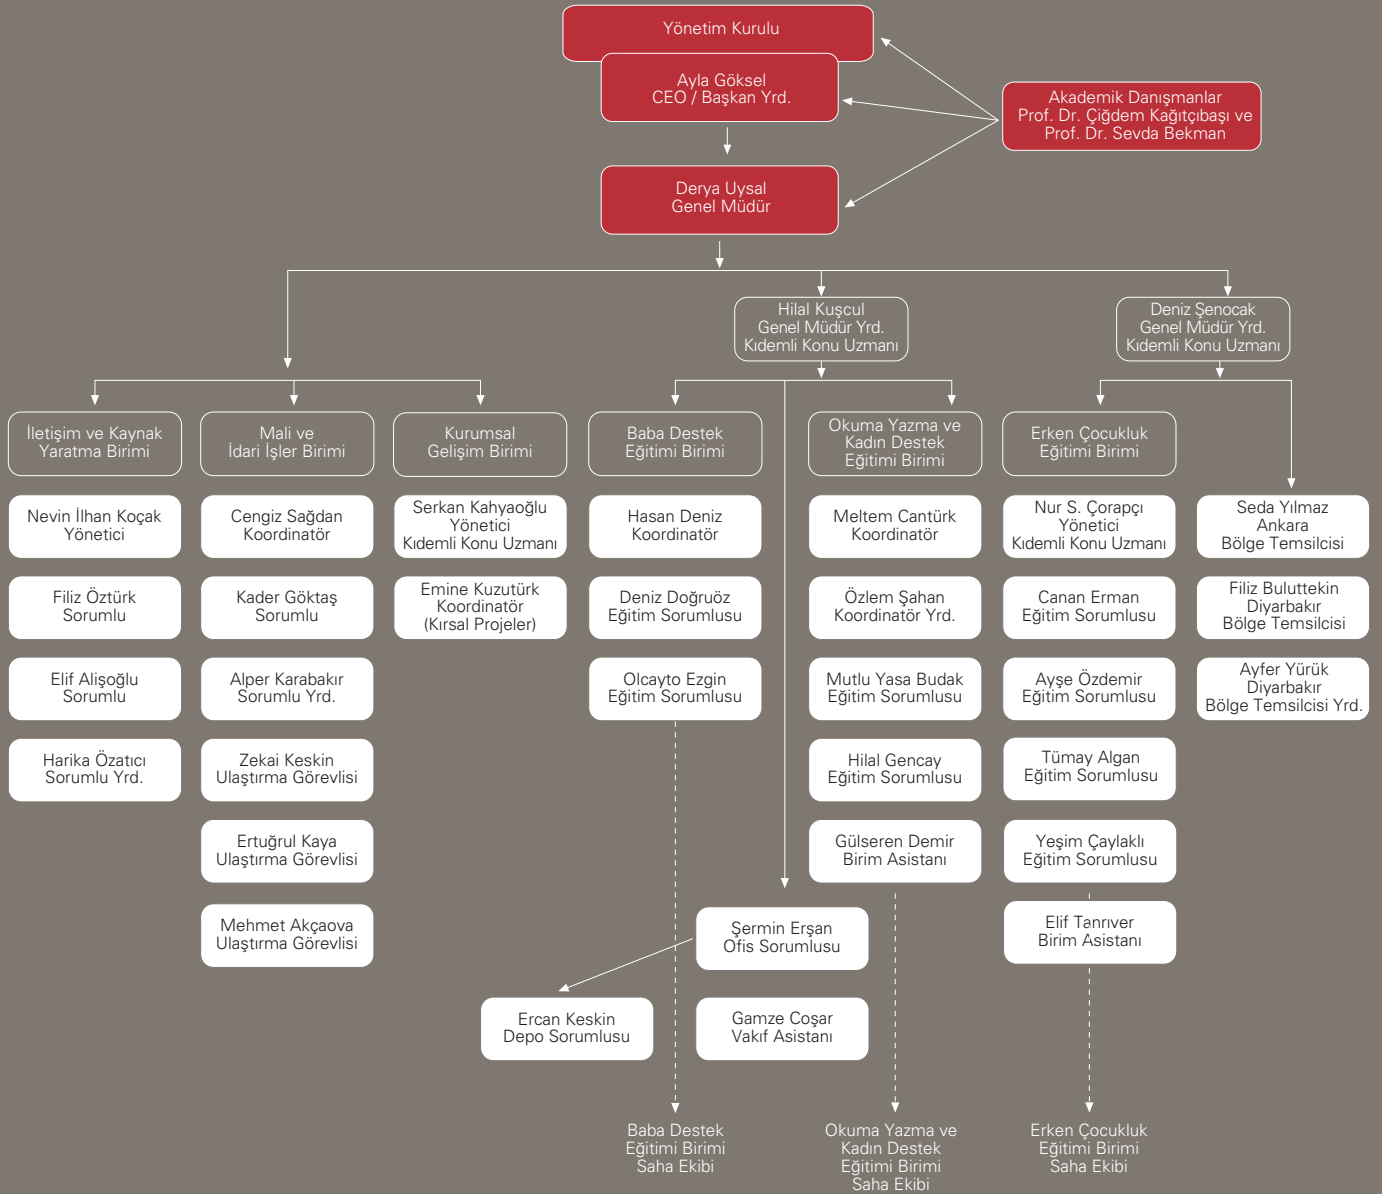 Yönetim Kurulu
Ayla Göksel
CEO / Başkan Yrd.
Akademik Danışmanlar
Prof. Dr. Çiğdem Kağıtçıbaşı ve
Prof. Dr. Sevda Bekman
Derya Uysal
Genel Müdür
Hilal Kuşcul
Genel Müdür Yrd.
Kıdemli Konu Uzmanı
Deniz Şenocak
Genel Müdür Yrd.
Kıdemli Konu Uzmanı
İletişim ve Kaynak
Yaratma Birimi
Nevin İlhan Koçak
Yönetici
Filiz Öztürk
Sorumlu
Elif Alişoğlu
Sorumlu
Harika Özatıcı
Sorumlu Yrd.
Mali ve
İdari İşler Birimi
Cengiz Sağdan
Koordinatör
Kader Göktaş
Sorumlu
Alper Karabakır
Sorumlu Yrd.
Zekai Keskin
Ulaştırma Görevlisi
Ertuğrul Kaya
Ulaştırma Görevlisi
Mehmet Akçaova
Ulaştırma Görevlisi
Kurumsal
Gelişim Birimi
Serkan Kahyaoğlu
Yönetici
Kıdemli Konu Uzmanı
Emine Kuzutürk
Koordinatör
(Kırsal Projeler)
Baba Destek
Eğitimi Birimi
Hasan Deniz
Koordinatör
Deniz Doğruöz
Eğitim Sorumlusu
Olcayto Ezgin
Eğitim Sorumlusu
Okuma Yazma ve
Kadın Destek
Eğitimi Birimi
Meltem Cantürk
Koordinatör
Özlem Şahan
Koordinatör Yrd.
Mutlu Yasa Budak
Eğitim Sorumlusu
Hilal Gencay
Eğitim Sorumlusu
Gülseren Demir
Birim Asistanı
Erken Çocukluk
Eğitimi Birimi
Nur S. Çorapçı
Yönetici
Kıdemli Konu Uzmanı
Canan Erman
Eğitim Sorumlusu
Ayşe Özdemir
Eğitim Sorumlusu
Tümay Algan
Eğitim Sorumlusu
Yeşim Çaylaklı
Eğitim Sorumlusu
Elif Tanrıver
Birim Asistanı
Seda Yılmaz
Ankara
Bölge Temsilcisi
Filiz Buluttekin
Diyarbakır
Bölge Temsilcisi
Ayfer Yürük
Diyarbakır
Bölge Temsilcisi Yrd.
Şermin Erşan
Ofis Sorumlusu
Ercan Keskin
Depo Sorumlusu
Gamze Coşar
Vakıf Asistanı
Baba Destek
Eğitimi Birimi
Saha Ekibi
Okuma Yazma ve
Kadın Destek
Eğitimi Birimi
Saha Ekibi
Erken Çocukluk
Eğitimi Birimi
Saha Ekibi